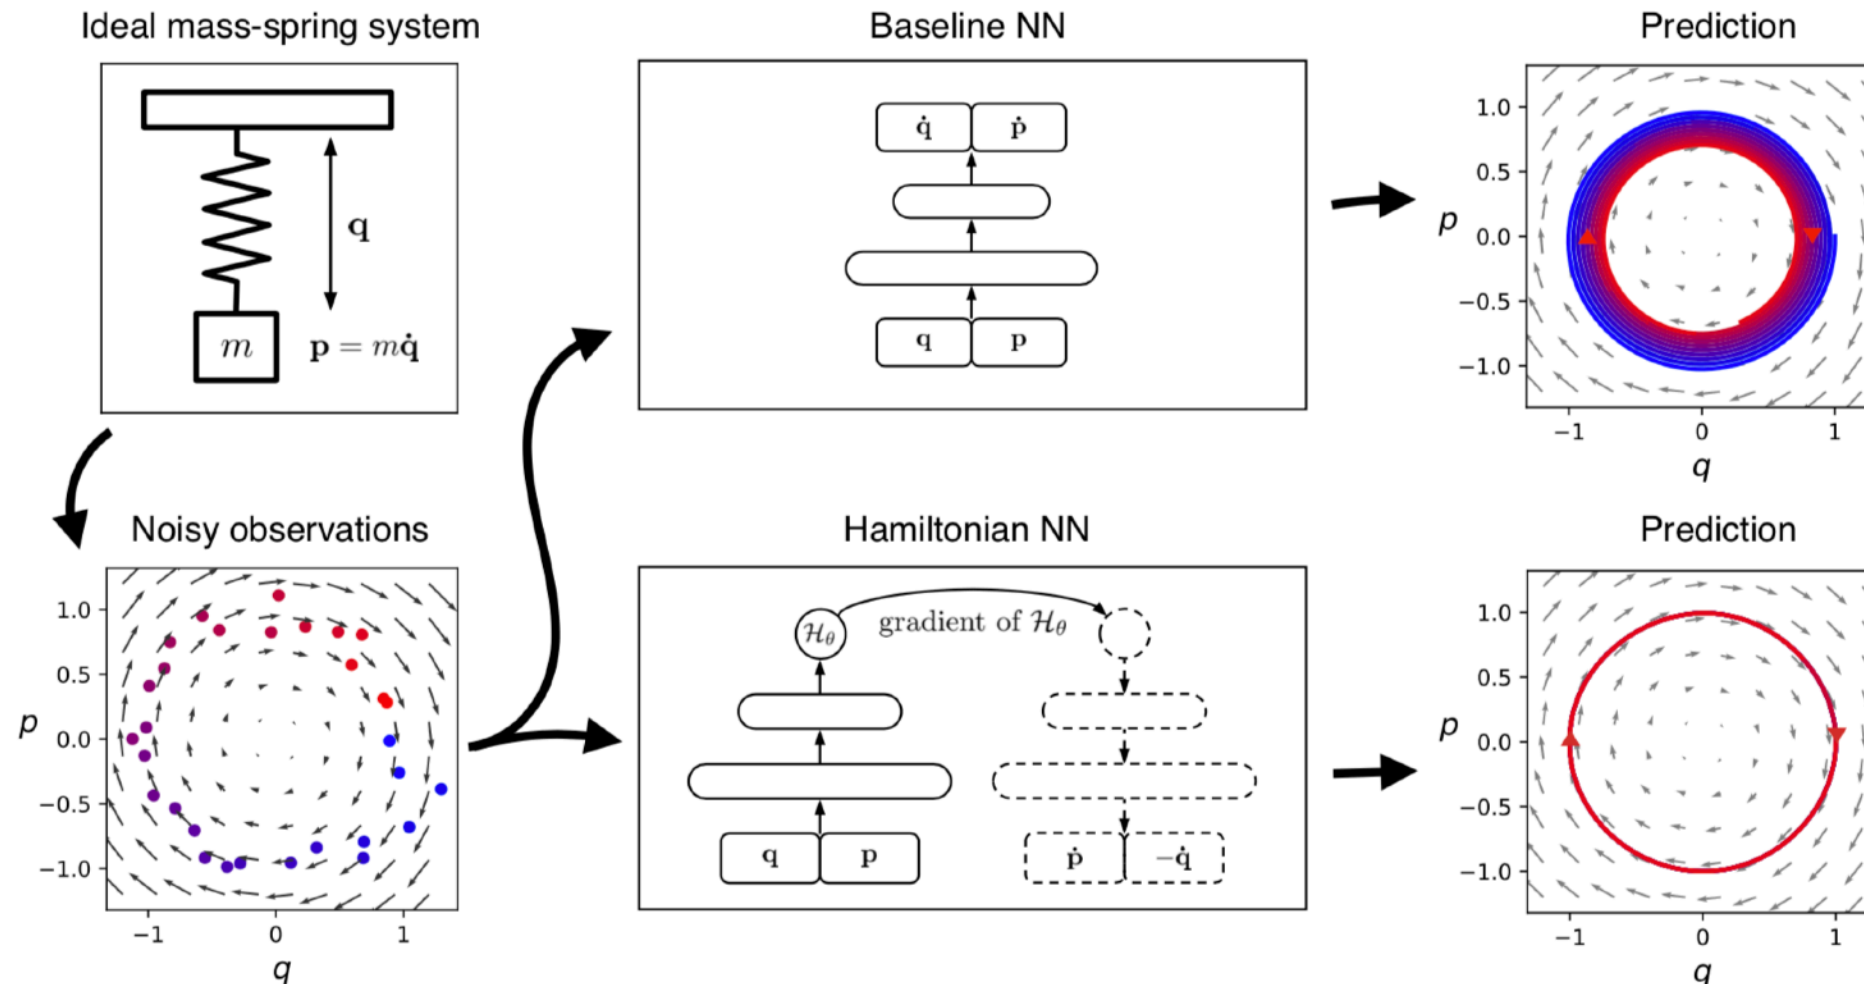 Ideal mass-spring system
q
m
p = mq̇
Noisy observations
1.0
0.5
0.0
−0.5
−1.0
p
−1 0 1
q
Baseline NN
q̇ ṗ
q p
Hamiltonian NN
ℋθ
gradient of ℋθ
q p
ṗ −q̇
Prediction
1.0
0.5
0.0
−0.5
−1.0
p
−1 0 1
q
Prediction
1.0
0.5
0.0
−0.5
−1.0
p
−1 0 1
q